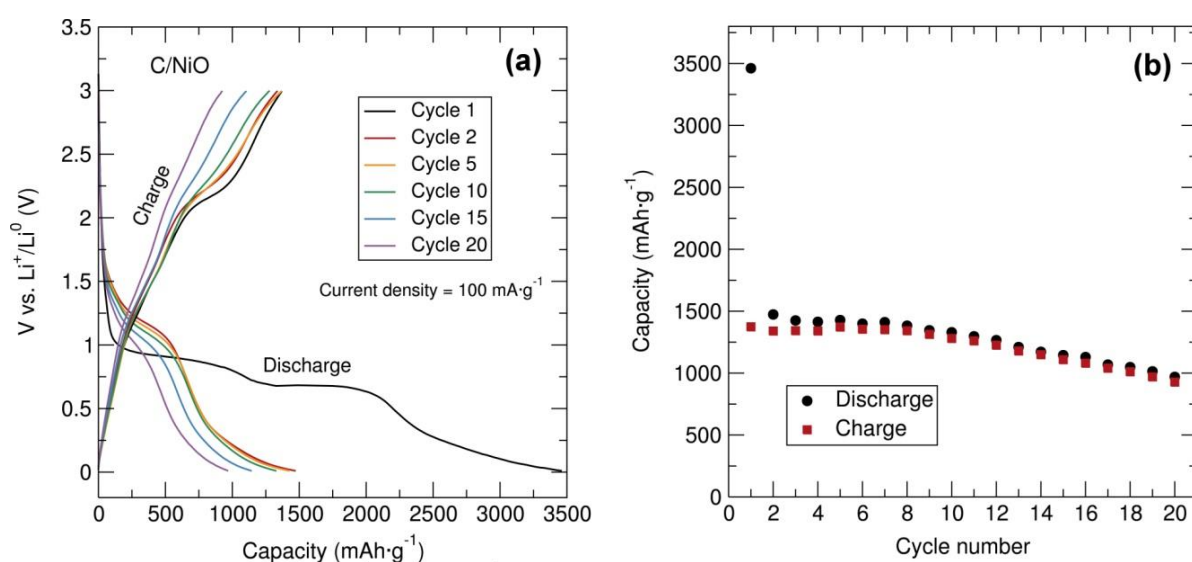 C/NiO
(a)
Cycle 1
Cycle 2
Cycle 5
Cycle 10
Cycle 15
Cycle 20
Charge
Current density = 100 mA·g⁻¹
Discharge
V vs. Li⁺/Li⁰ (V)
3.5
3
2.5
2
1.5
1
0.5
0
0 500 1000 1500 2000 2500 3000 3500
Capacity (mAh·g⁻¹)
(b)
Capacity (mAh·g⁻¹)
3500
3000
2500
2000
1500
1000
500
0
Discharge
Charge
0 2 4 6 8 10 12 14 16 18 20
Cycle number